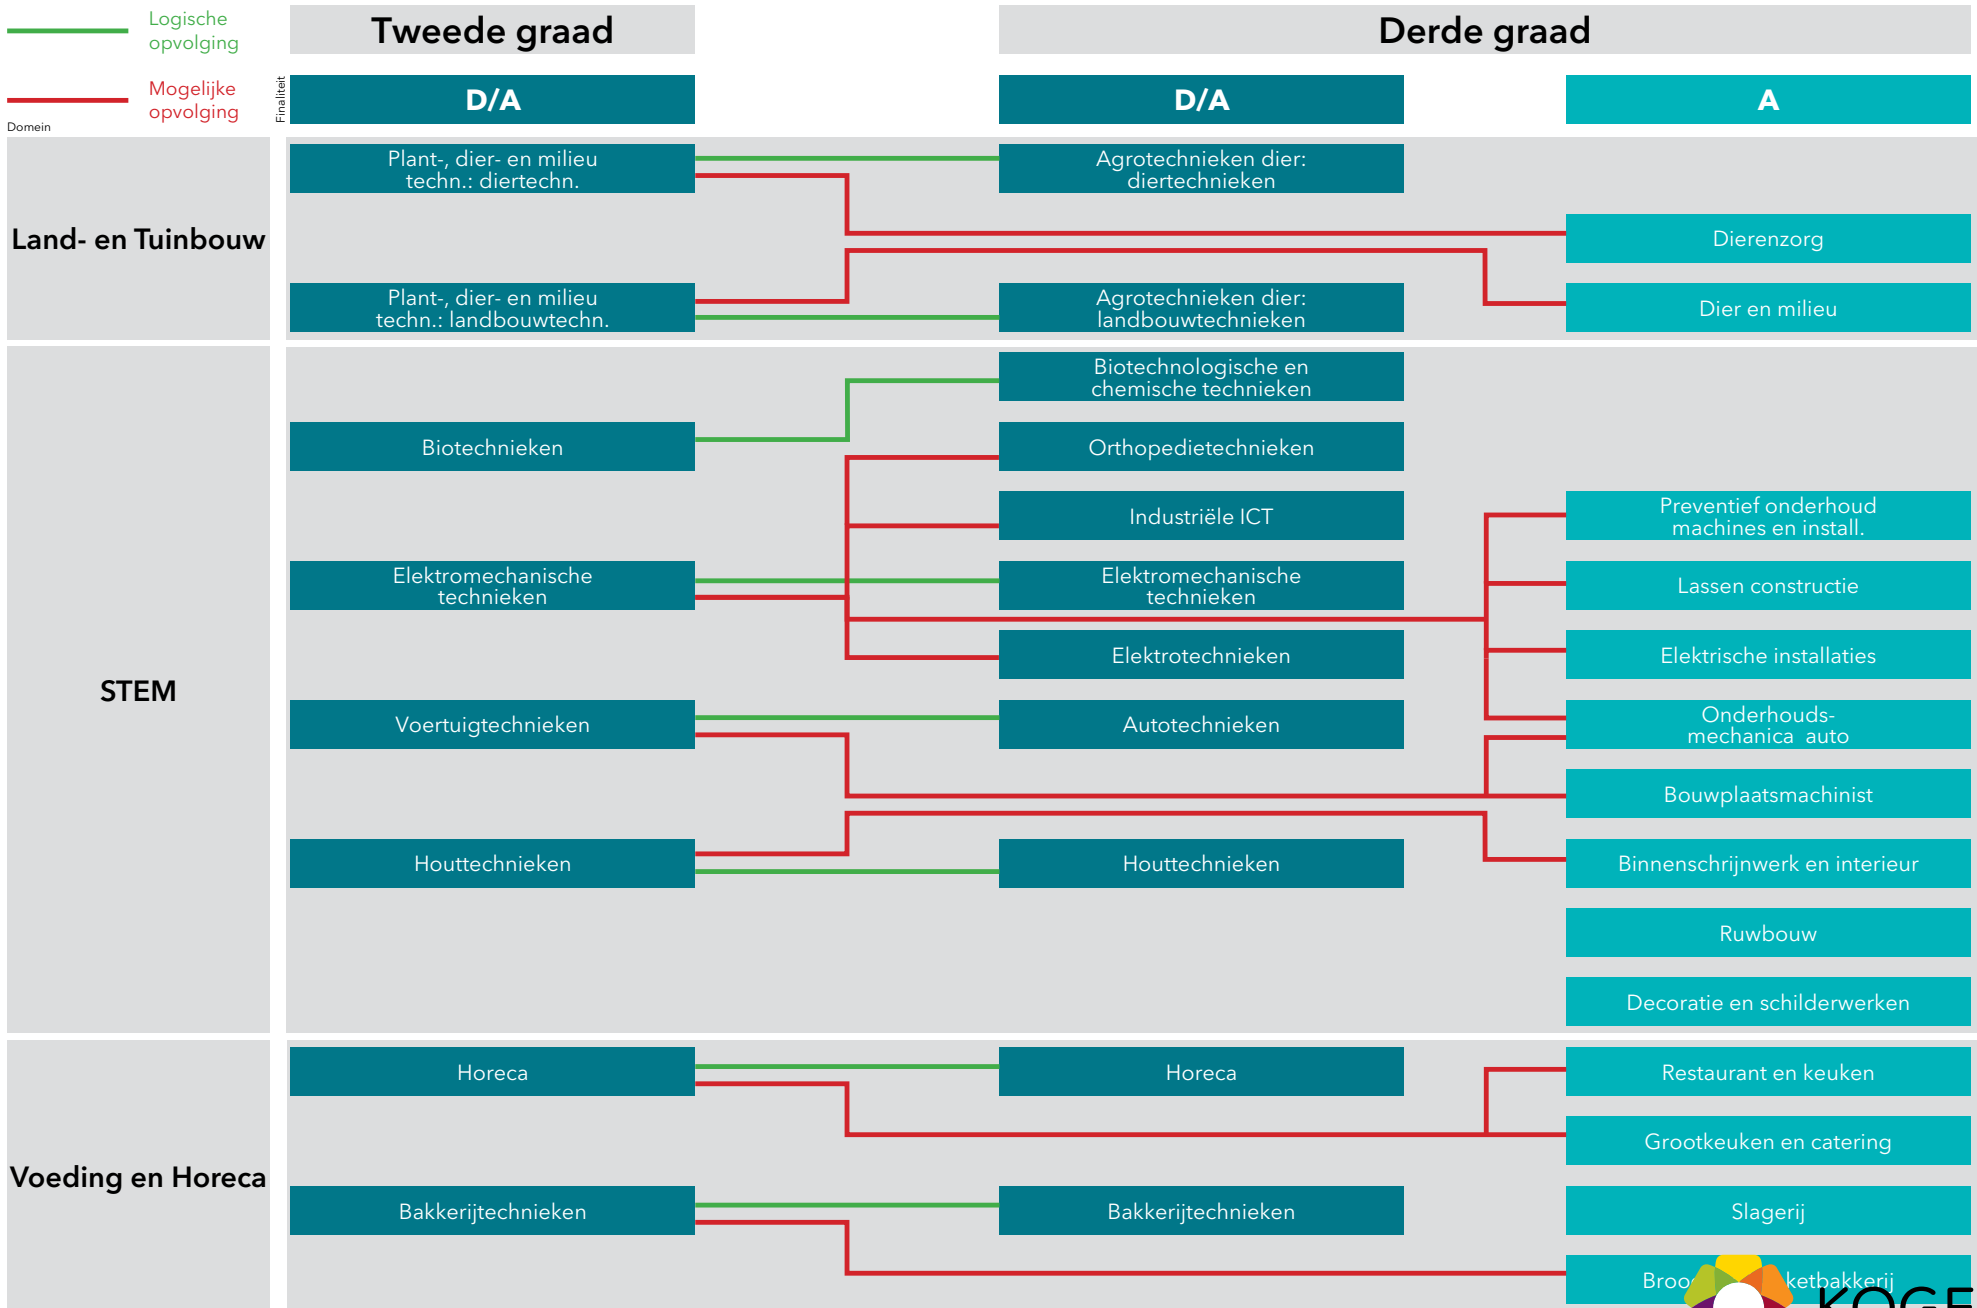 Logische
opvolging
Mogelijke
opvolging
Domein
Finaliteit
Tweede graad
Derde graad
D/A
D/A
A
Land- en Tuinbouw
Plant-, dier- en milieu
techn.: diertechn.
Agrotechnieken dier:
diertechnieken
Dierenzorg
Plant-, dier- en milieu
techn.: landbouwtechn.
Agrotechnieken dier:
landbouwtechnieken
Dier en milieu
STEM
Biotechnologische en
chemische technieken
Biotechnieken
Orthopedietechnieken
Industriële ICT
Preventief onderhoud
machines en install.
Elektromechanische
technieken
Elektromechanische
technieken
Lassen constructie
Elektrotechnieken
Elektrische installaties
Voertuigtechnieken
Autotechnieken
Onderhouds-
mechanica auto
Bouwplaatsmachinist
Houttechnieken
Houttechnieken
Binnenschrijnwerk en interieur
Ruwbouw
Decoratie en schilderwerken
Voeding en Horeca
Horeca
Horeca
Restaurant en keuken
Grootkeuken en catering
Bakkerijtechnieken
Bakkerijtechnieken
Slagerij